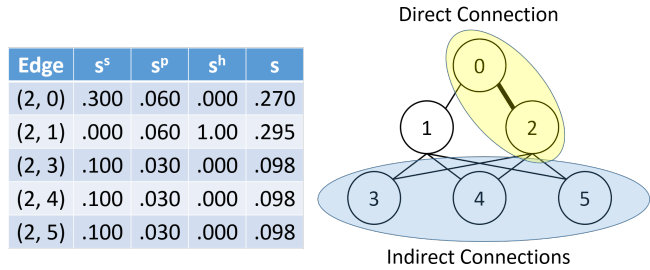 Direct Connection
Edge s^s s^p s^h s
(2, 0) .300 .060 .000 .270
(2, 1) .000 .060 1.00 .295
(2, 3) .100 .030 .000 .098
(2, 4) .100 .030 .000 .098
(2, 5) .100 .030 .000 .098
0
1 2
3 4 5
Indirect Connections